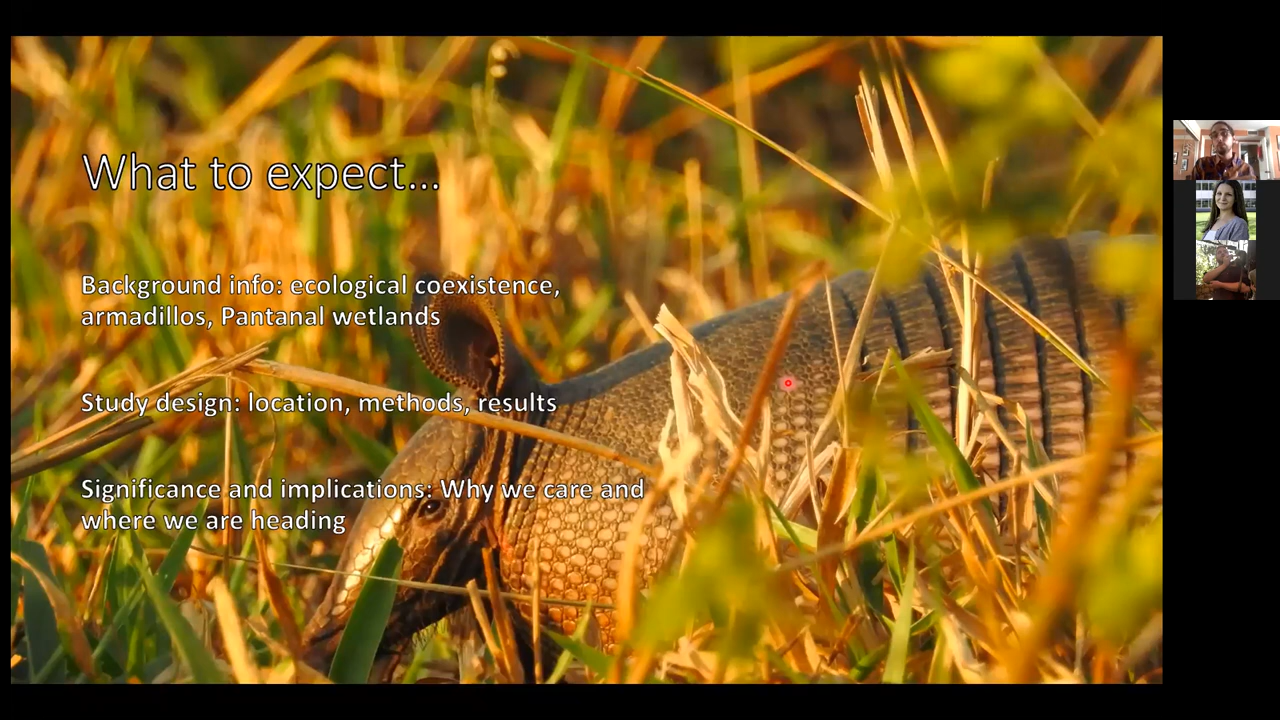 What to expect...
Background info: ecological coexistence,
armadillos, Pantanal wetlands
Study design: location, methods, results
Significance and implications: Why we care and
where we are heading